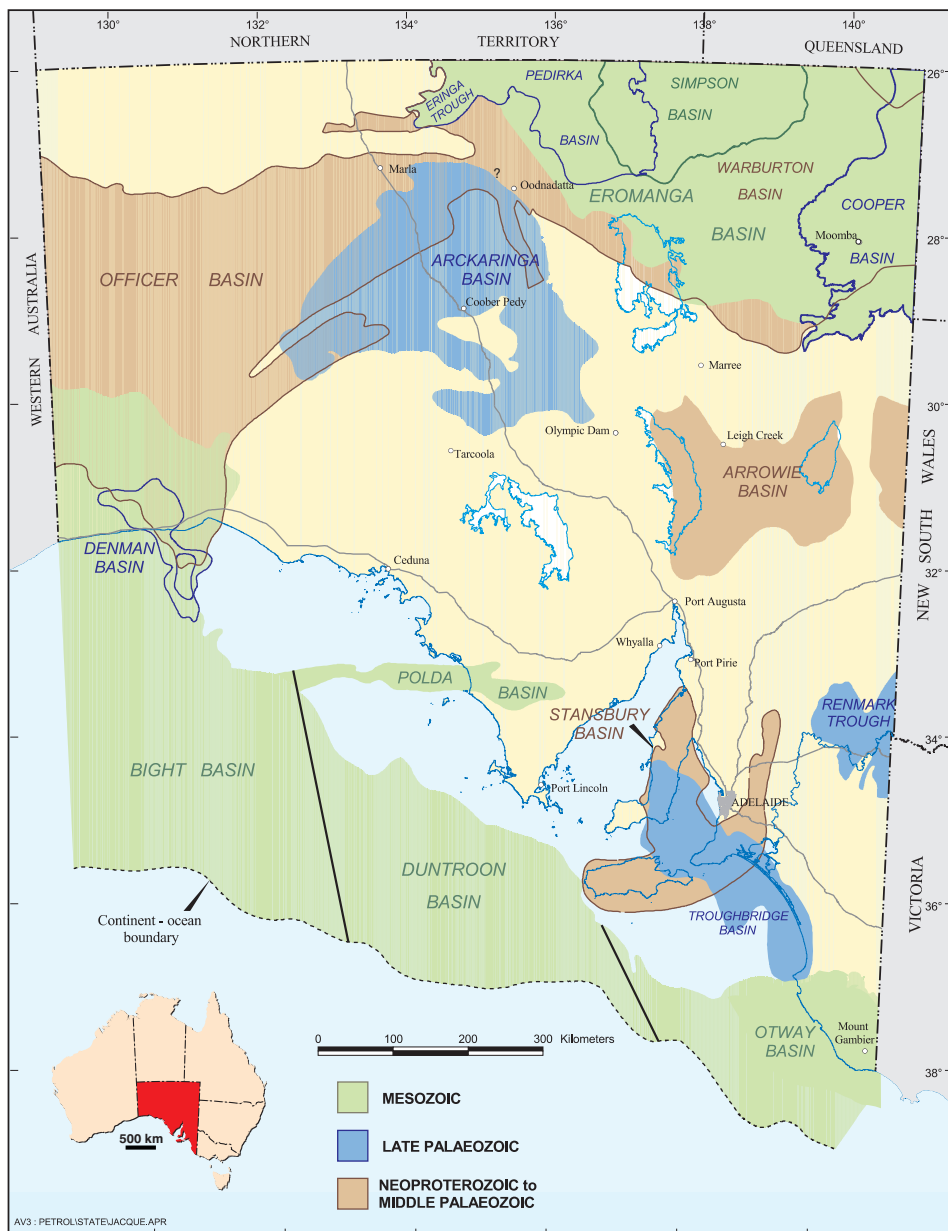 130°
132°
134°
136°
138°
140°
NORTHERN
TERRITORY
QUEENSLAND
26°
28°
30°
32°
34°
36°
38°
WESTERN AUSTRALIA
NEW SOUTH WALES
VICTORIA
ERINGA
TROUGH
PEDIRKA
BASIN
SIMPSON
BASIN
WARBURTON
BASIN
EROMANGA
BASIN
COOPER
BASIN
Moomba
Marla
?
Oodnadatta
OFFICER BASIN
ARCKARINGA
BASIN
Coober Pedy
Marree
Olympic Dam
Leigh Creek
Tarcoola
ARROWIE
BASIN
DENMAN
BASIN
Ceduna
Port Augusta
Whyalla
Port Pirie
POLDA
BASIN
STANSBURY
BASIN
RENMARK
TROUGH
BIGHT BASIN
Port Lincoln
ADELAIDE
DUNTROON
BASIN
TROUGHBRIDGE
BASIN
Continent - ocean
boundary
OTWAY
BASIN
Mount
Gambier
0 100 200 300 Kilometers
MESOZOIC
LATE PALAEOZOIC
NEOPROTEROZOIC to
MIDDLE PALAEOZOIC
500 km
AV3 : PETROL\STATE\JACQUE.APR